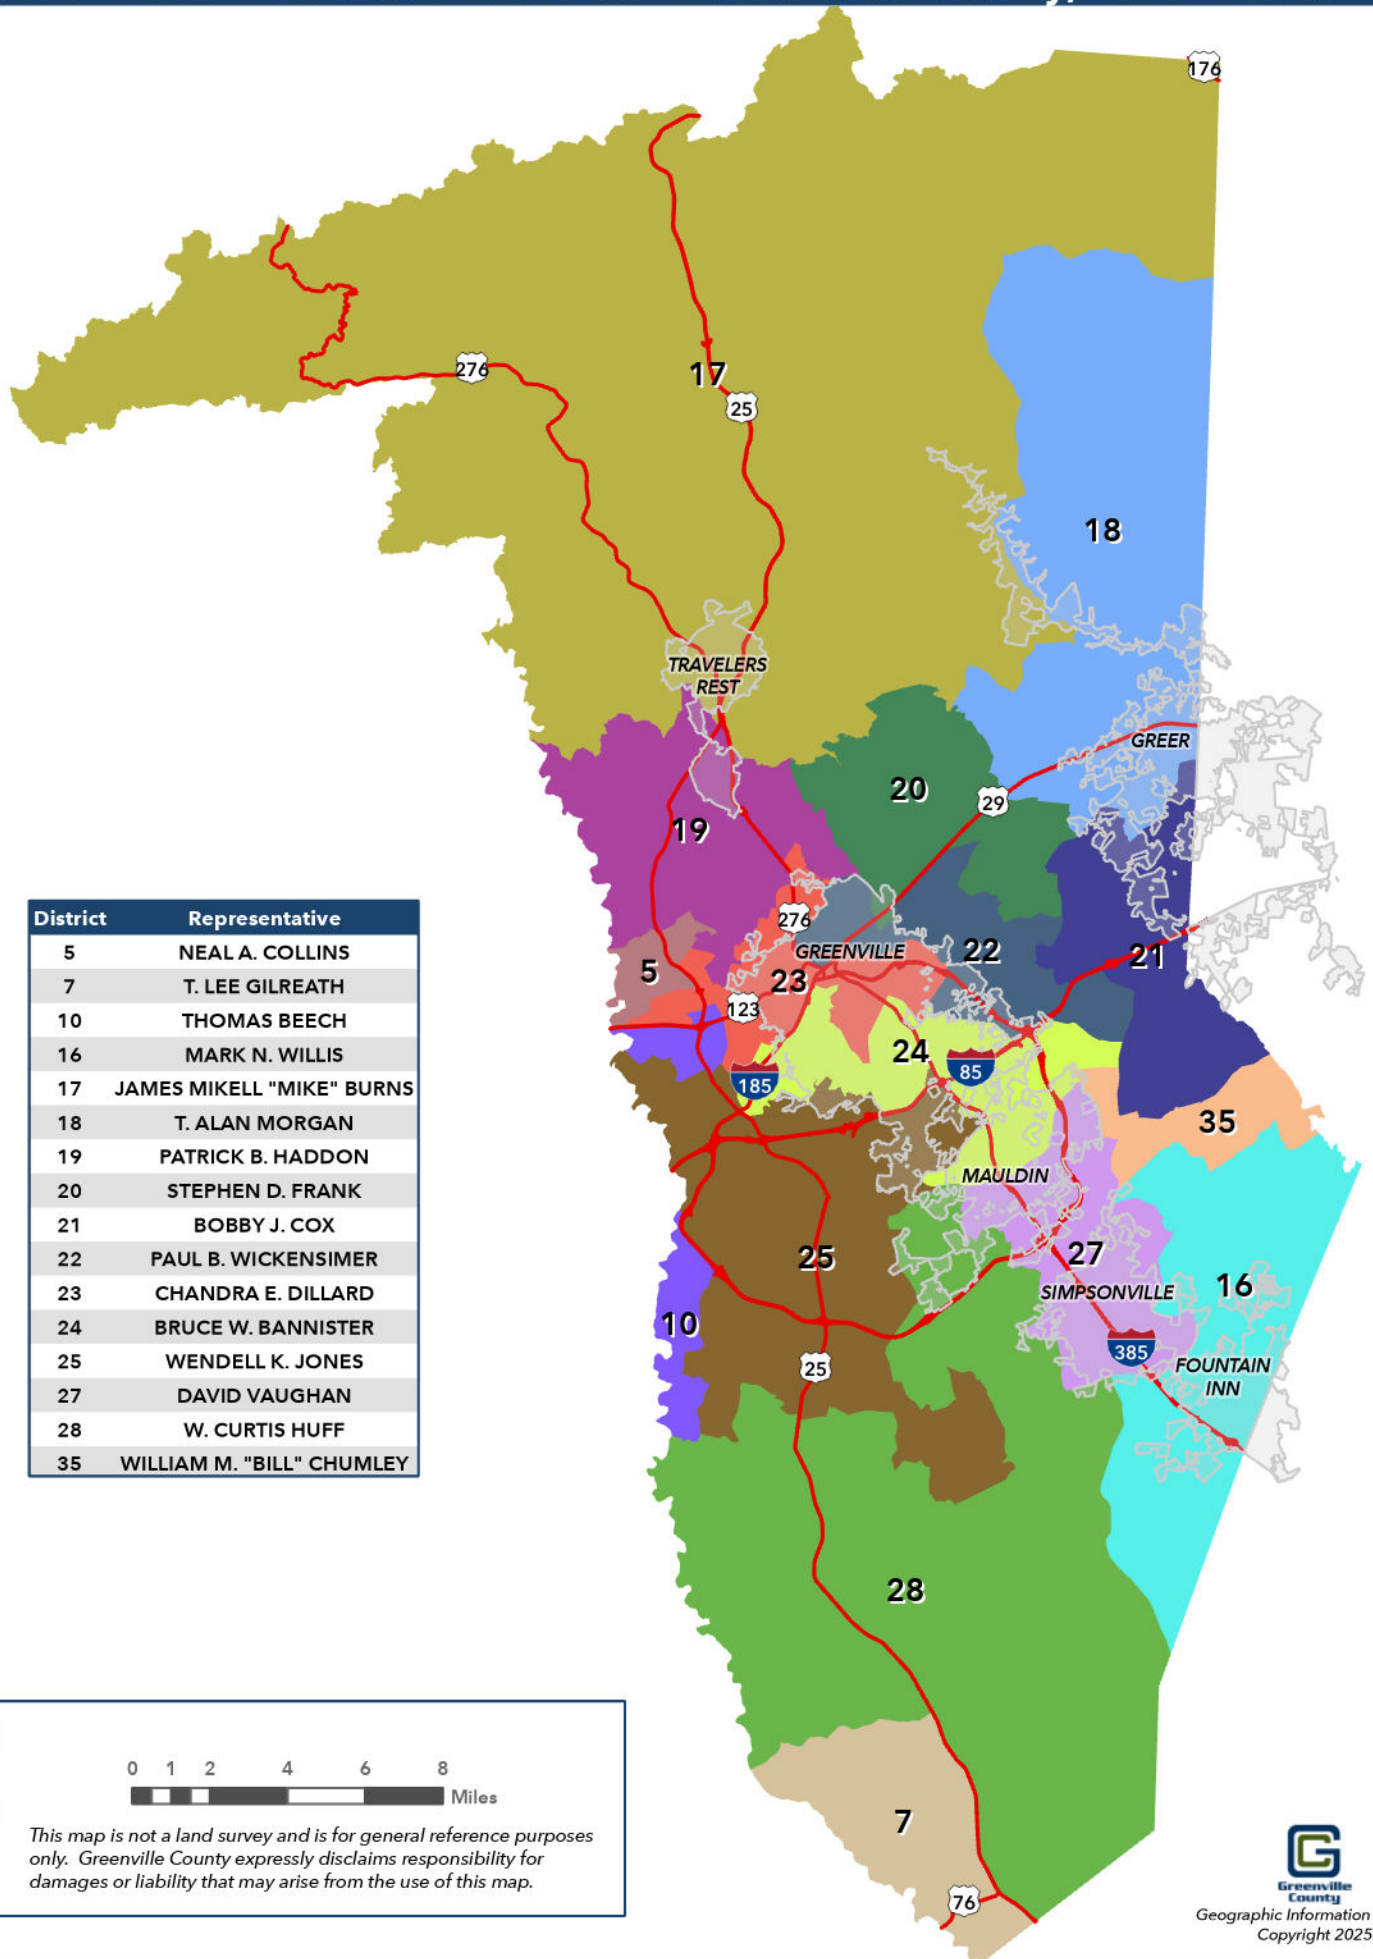 176
276
17
25
18
TRAVELERS
REST
GREER
20
29
19
276
GREENVILLE
22
21
5
23
123
24
185
85
35
MAULDIN
25
27
16
SIMPSONVILLE
10
385
25
FOUNTAIN
INN
28
7
76
District Representative
5 NEAL A. COLLINS
7 T. LEE GILREATH
10 THOMAS BEECH
16 MARK N. WILLIS
17 JAMES MIKELL "MIKE" BURNS
18 T. ALAN MORGAN
19 PATRICK B. HADDON
20 STEPHEN D. FRANK
21 BOBBY J. COX
22 PAUL B. WICKENSIMER
23 CHANDRA E. DILLARD
24 BRUCE W. BANNISTER
25 WENDELL K. JONES
27 DAVID VAUGHAN
28 W. CURTIS HUFF
35 WILLIAM M. "BILL" CHUMLEY
0 1 2 4 6 8
Miles
This map is not a land survey and is for general reference purposes
only. Greenville County expressly disclaims responsibility for
damages or liability that may arise from the use of this map.
Greenville
County
Geographic Information
Copyright 2025